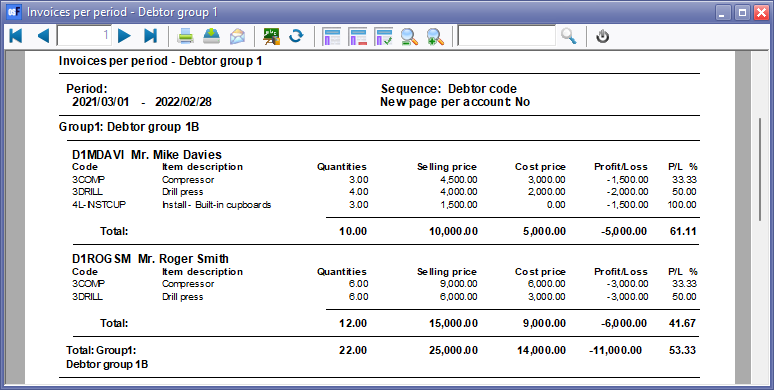 Invoices per period - Debtor group 1
1
Invoices per period - Debtor group 1
Period: Sequence: Debtor code
2021/03/01 - 2022/02/28 New page per account: No
Group1: Debtor group 1B
D1MDAVI Mr. Mike Davies
Code Item description Quantities Selling price Cost price Profit/Loss P/L %
3COMP Compressor 3.00 4,500.00 3,000.00 -1,500.00 33.33
3DRILL Drill press 4.00 4,000.00 2,000.00 -2,000.00 50.00
4L-INSTCUP Install - Built-in cupboards 3.00 1,500.00 0.00 -1,500.00 100.00
Total: 10.00 10,000.00 5,000.00 -5,000.00 61.11
D1ROGSM Mr. Roger Smith
Code Item description Quantities Selling price Cost price Profit/Loss P/L %
3COMP Compressor 6.00 9,000.00 6,000.00 -3,000.00 33.33
3DRILL Drill press 6.00 6,000.00 3,000.00 -3,000.00 50.00
Total: 12.00 15,000.00 9,000.00 -6,000.00 41.67
Total: Group1: 22.00 25,000.00 14,000.00 -11,000.00 53.33
Debtor group 1B